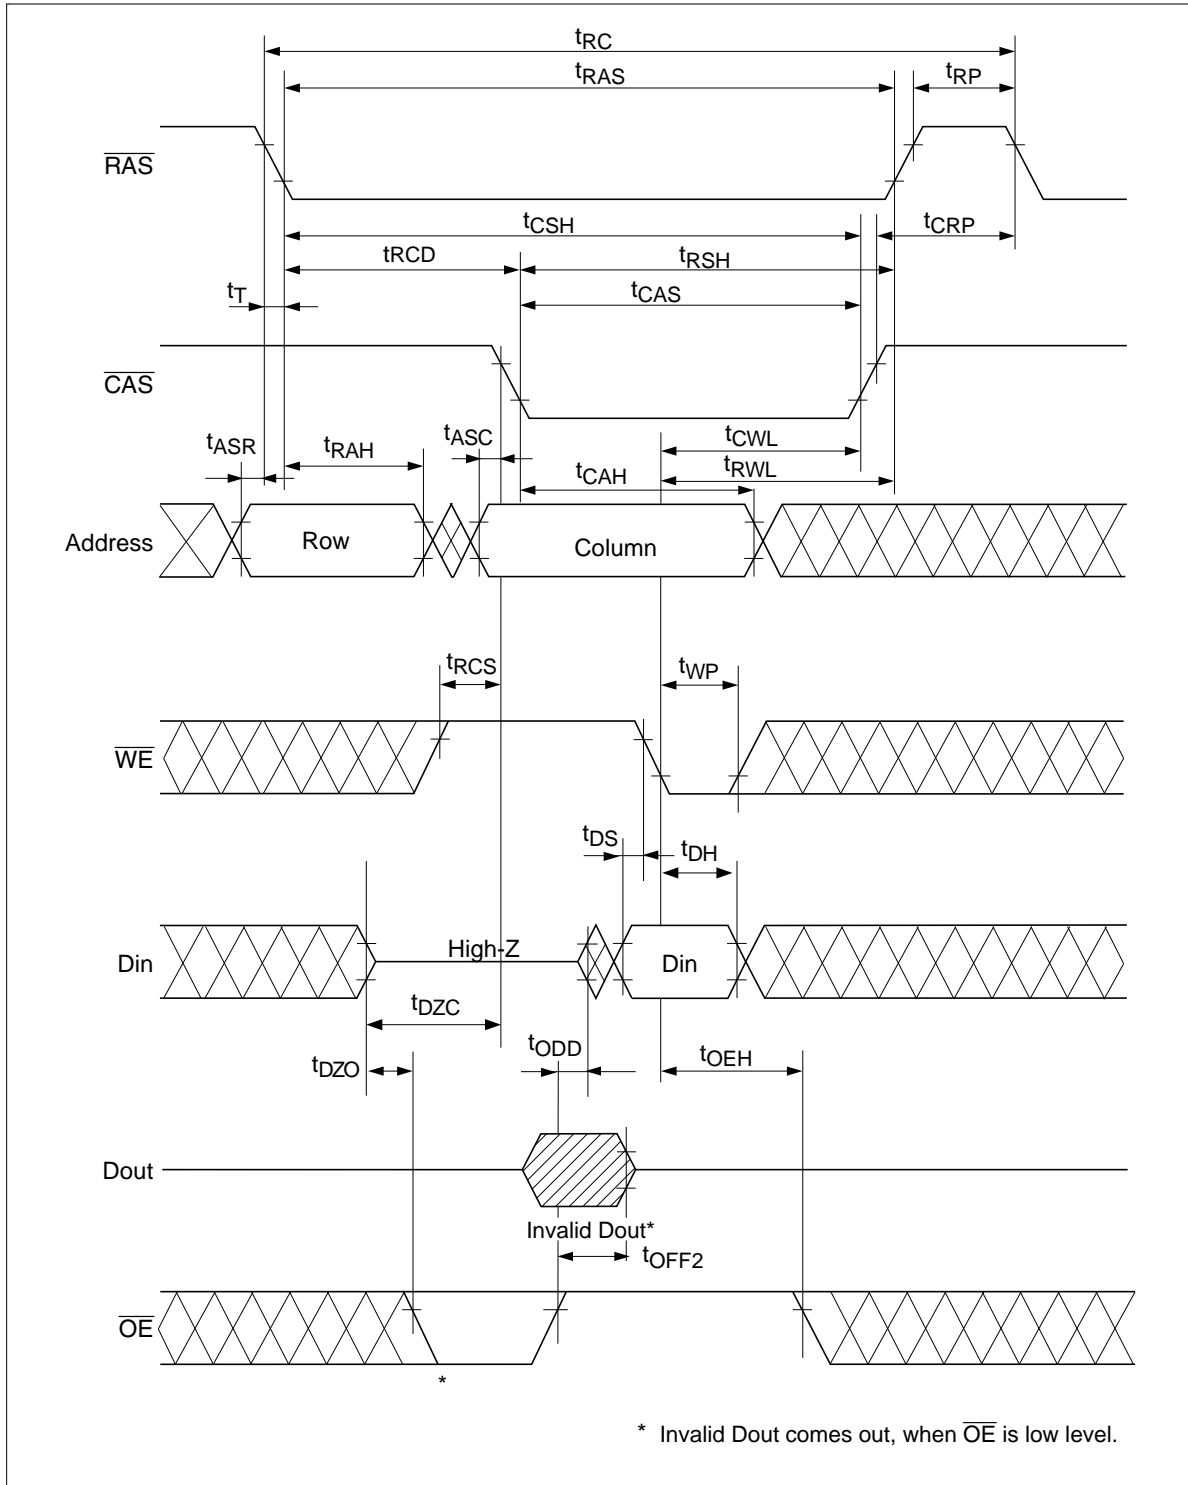 tRC
tRAS
tRP
RAS
tCSH
tCRP
tRCD
tRSH
tT
tCAS
CAS
tASR
tRAH
tASC
tCWL
tCAH
tRWL
Address
Row
Column
tRCS
tWP
WE
tDS
tDH
Din
High-Z
Din
tDZC
tODD
tDZO
tOEH
Dout
Invalid Dout*
tOFF2
OE
*
* Invalid Dout comes out, when OE is low level.